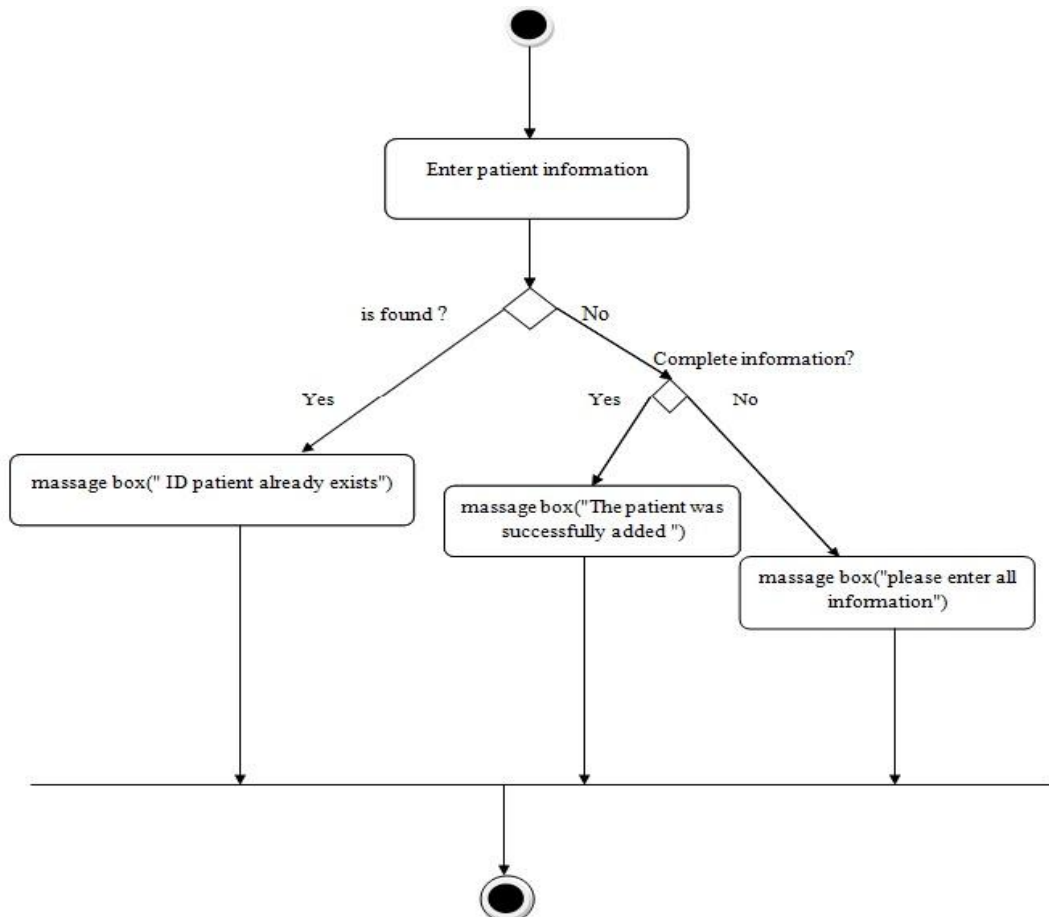 Enter patient information
is found ?
No
Complete information?
Yes
Yes
No
massage box(" ID patient already exists")
massage box("The patient was
successfully added ")
massage box("please enter all
information")